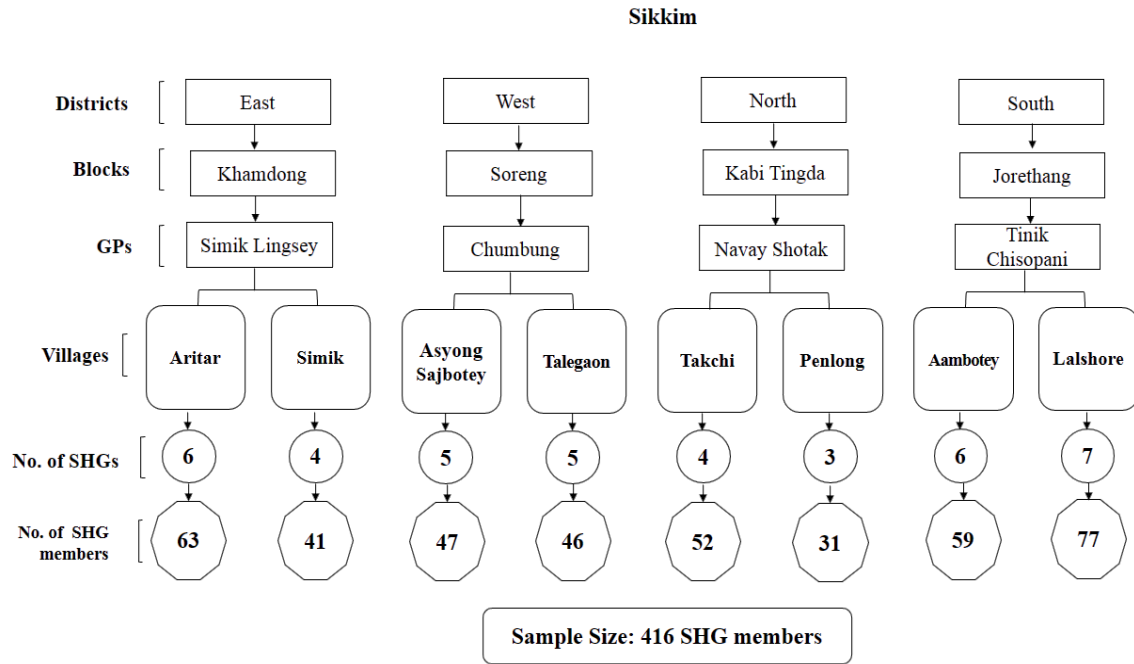 Sikkim
Districts
East
West
North
South
Blocks
Khamdong
Soreng
Kabi Tingda
Jorethang
GPs
Simik Lingsey
Chumbung
Navay Shotak
Tinik
Chisopani
Villages
Aritar
Simik
Asyong
Sajbotey
Talegaon
Takchi
Penlong
Aambotey
Lalshore
No. of SHGs
6
4
5
5
4
3
6
7
No. of SHG
members
63
41
47
46
52
31
59
77
Sample Size: 416 SHG members